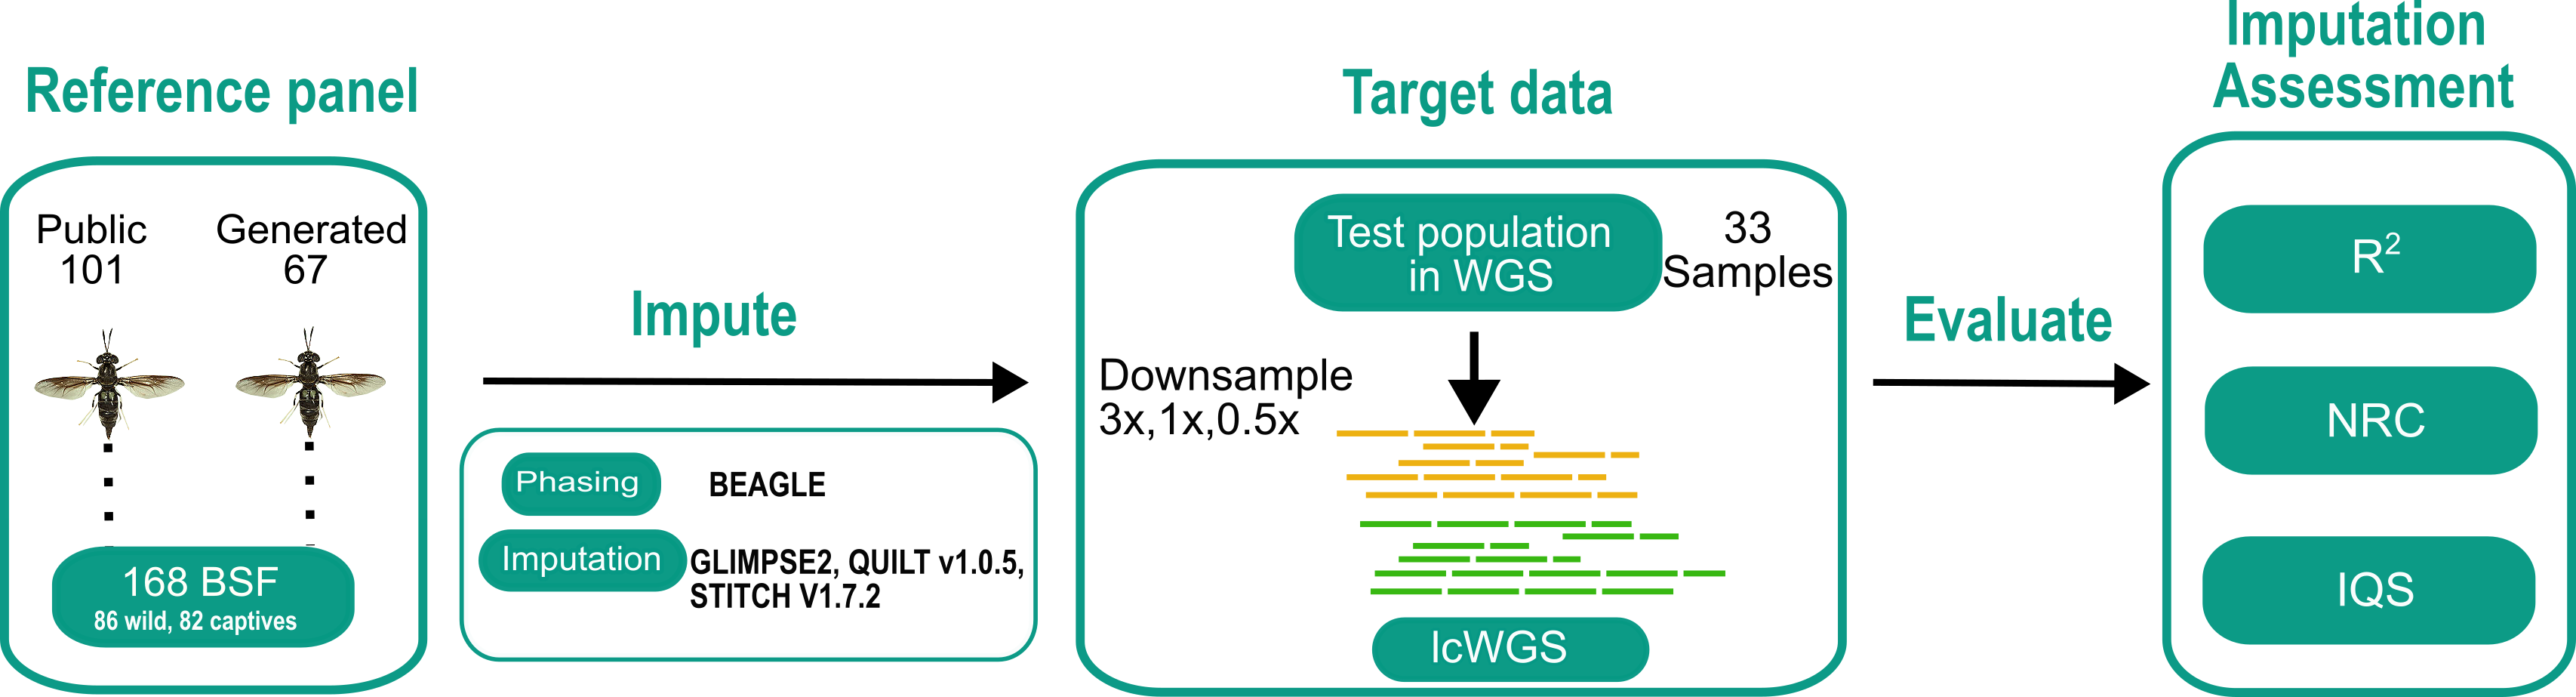 Reference panel
Public
101
Generated
67
168 BSF
86 wild, 82 captives
Impute
Phasing
BEAGLE
Imputation
GLIMPSE2, QUILT v1.0.5,
STITCH V1.7.2
Target data
Test population
in WGS
33
Samples
Downsample
3x,1x,0.5x
lcWGS
Evaluate
Imputation
Assessment
R²
NRC
IQS